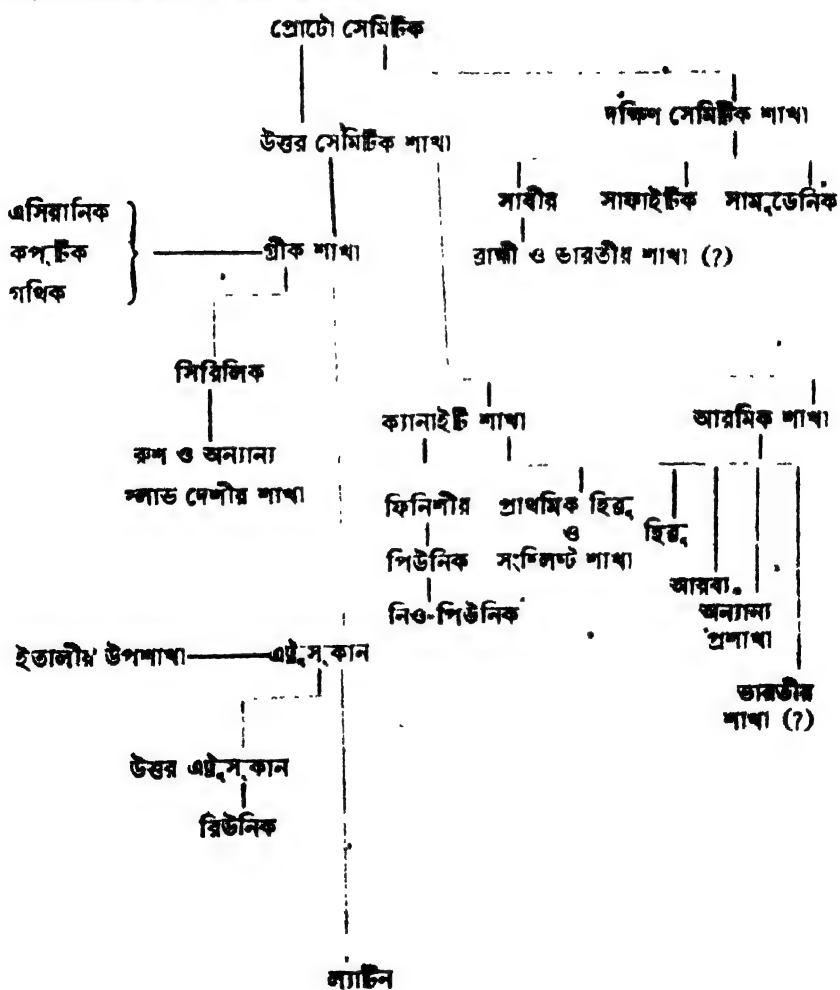 প্রোটো সেমিটিক
দক্ষিণ সেমিটিক শাখা
উত্তর সেমিটিক শাখা
সাবীয় সাফাইটিক সামুডেনিক
এসিয়ানিক
কপ্‌টিক
গথিক
গ্রীক শাখা
ব্রাহ্মী ও ভারতীয় শাখা (?)
সিরিলিক
ক্যানাইট শাখা
আরমিক শাখা
রুশ ও অন্যান্য
স্লাভ দেশীয় শাখা
ফিনিশীয়
প্রাথমিক হিব্রু
ও
সংশ্লিষ্ট শাখা
হিব্রু
পিউনিক
নিও-পিউনিক
আরব্য
অন্যান্য
প্রশাখা
ইতালীয় উপশাখা
এট্রুস্‌কান
ভারতীয়
শাখা (?)
উত্তর এট্রুস্‌কান
রিউনিক
ল্যাটিন